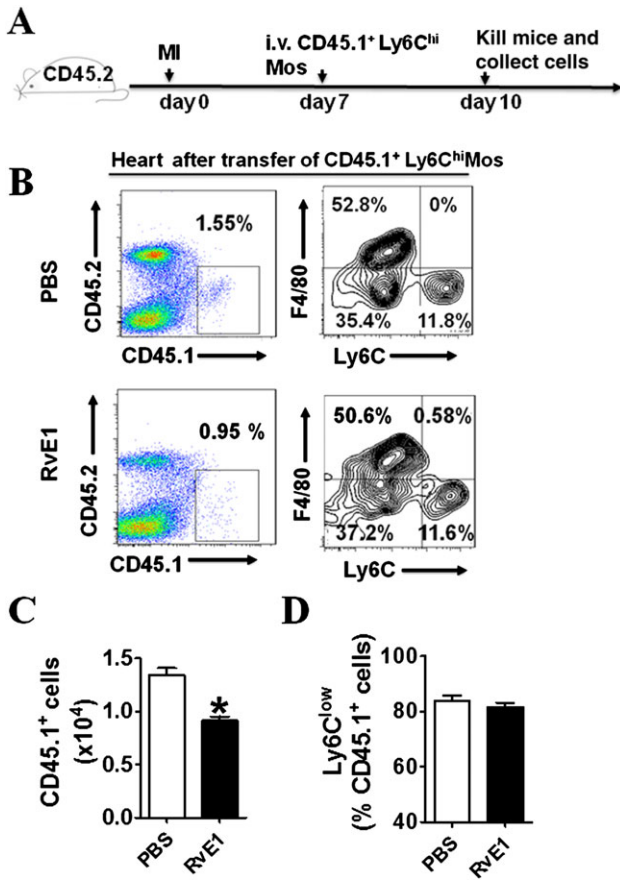 A
CD45.2
MI
i.v. CD45.1+ Ly6Chi
Mos
Kill mice and
collect cells
day 0
day 7
day 10
B
Heart after transfer of CD45.1+ Ly6ChiMos
PBS
CD45.2
1.55%
CD45.1
F4/80
52.8%
0%
35.4%
11.8%
Ly6C
RvE1
CD45.2
0.95 %
CD45.1
F4/80
50.6%
0.58%
37.2%
11.6%
Ly6C
C
CD45.1+ cells
(x10^4)
1.5
1.0
0.5
0.0
*
PBS
RvE1
D
Ly6Clow
(% CD45.1+ cells)
100
80
60
40
PBS
RvE1